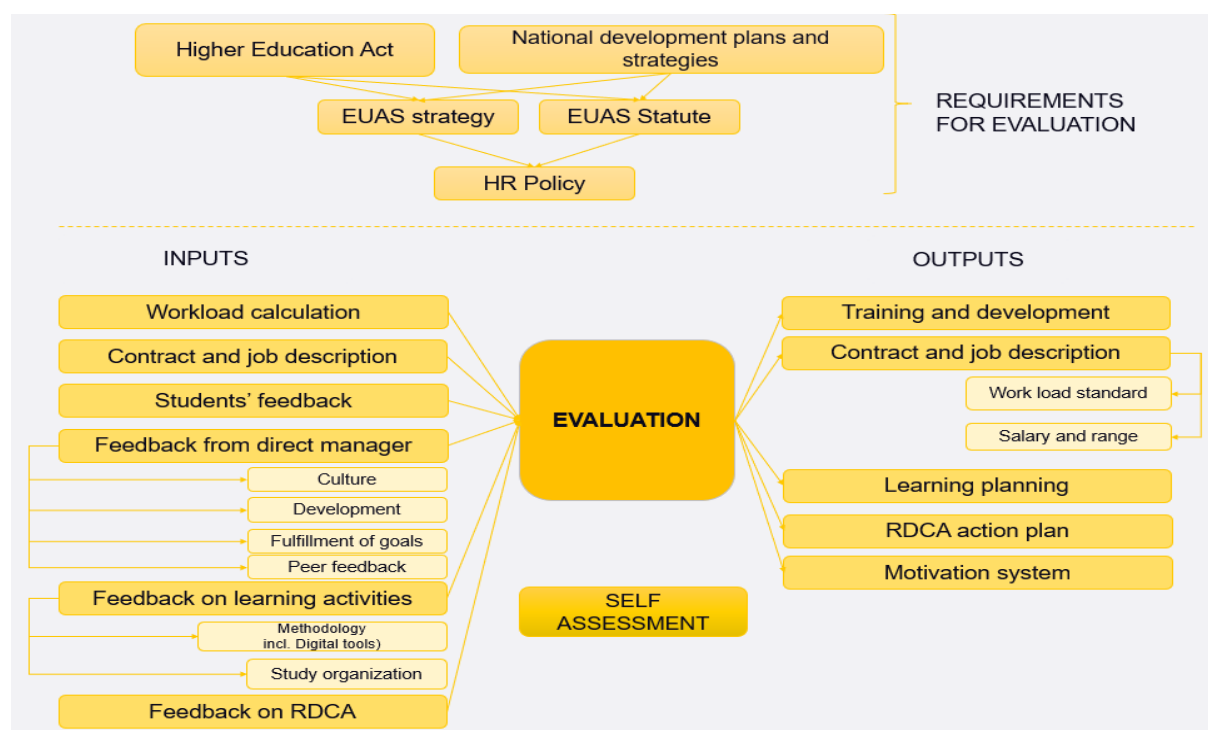 Higher Education Act
National development plans and
strategies
EUAS strategy
EUAS Statute
HR Policy
REQUIREMENTS
FOR EVALUATION
INPUTS
Workload calculation
Contract and job description
Students’ feedback
Feedback from direct manager
Culture
Development
Fulfillment of goals
Peer feedback
Feedback on learning activities
Methodology
incl. Digital tools)
Study organization
Feedback on RDCA
EVALUATION
SELF
ASSESSMENT
OUTPUTS
Training and development
Contract and job description
Work load standard
Salary and range
Learning planning
RDCA action plan
Motivation system